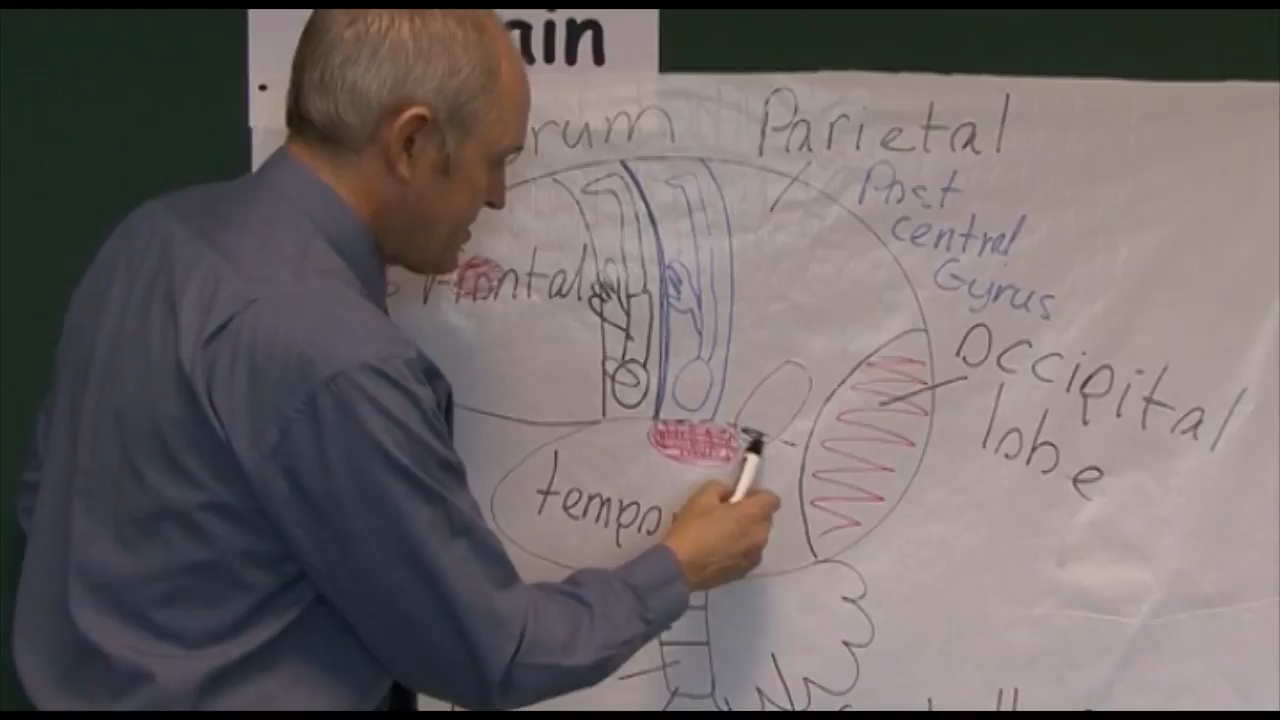 ain
rum
Parietal
Post
central
Gyrus
Frontal
Occipital
lobe
tempo